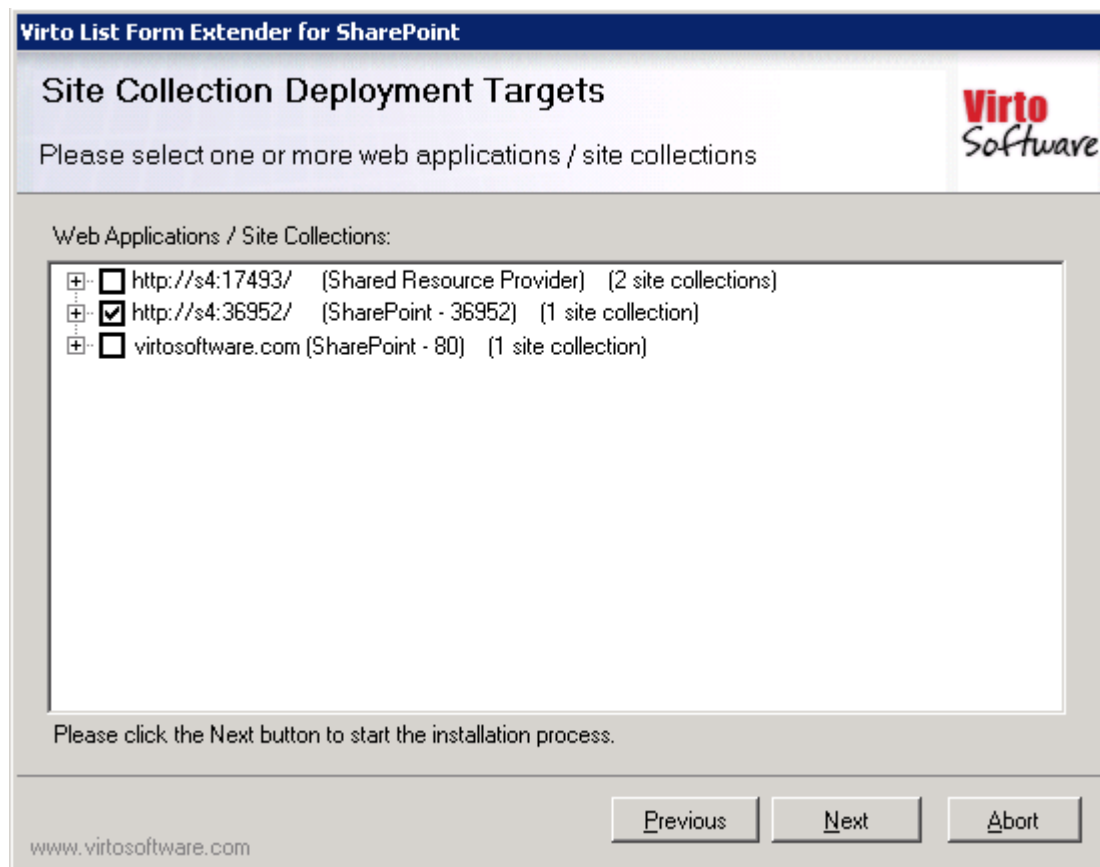 Virto List Form Extender for SharePoint
Site Collection Deployment Targets
Please select one or more web applications / site collections
Virto
Software
Web Applications / Site Collections:
http://s4:17493/ (Shared Resource Provider) (2 site collections)
http://s4:36952/ (SharePoint - 36952) (1 site collection)
virtosoftware.com (SharePoint - 80) (1 site collection)
Please click the Next button to start the installation process.
Previous Next Abort
www.virtosoftware.com